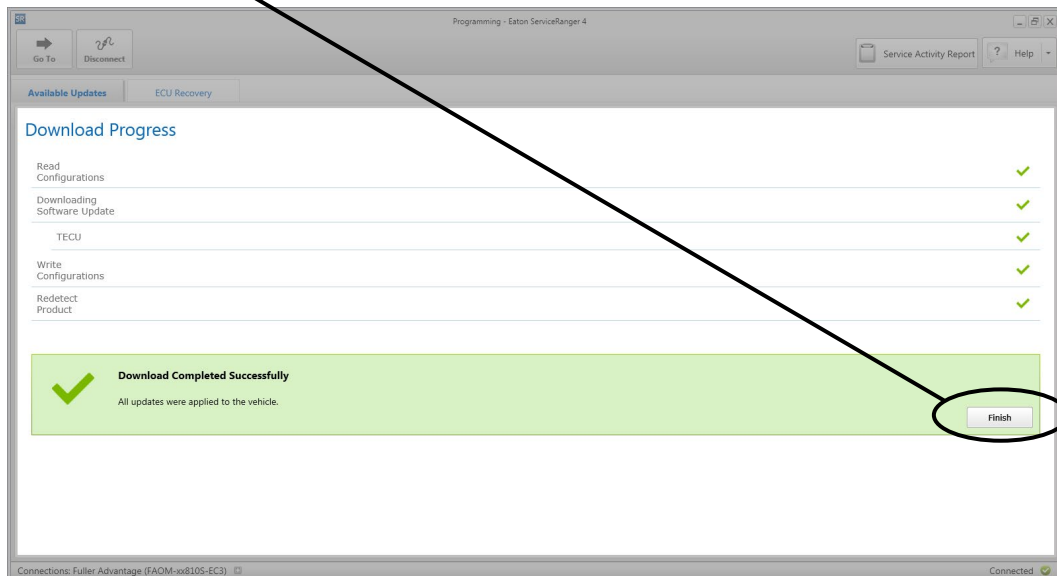 SR
Programming - Eaton ServiceRanger 4
Go To
Disconnect
Service Activity Report
? Help
Available Updates
ECU Recovery
Download Progress
Read
Configurations
Downloading
Software Update
TECU
Write
Configurations
Redetect
Product
Download Completed Successfully
All updates were applied to the vehicle.
Finish
Connections: Fuller Advantage (FAOM-xx810S-EC3)
Connected